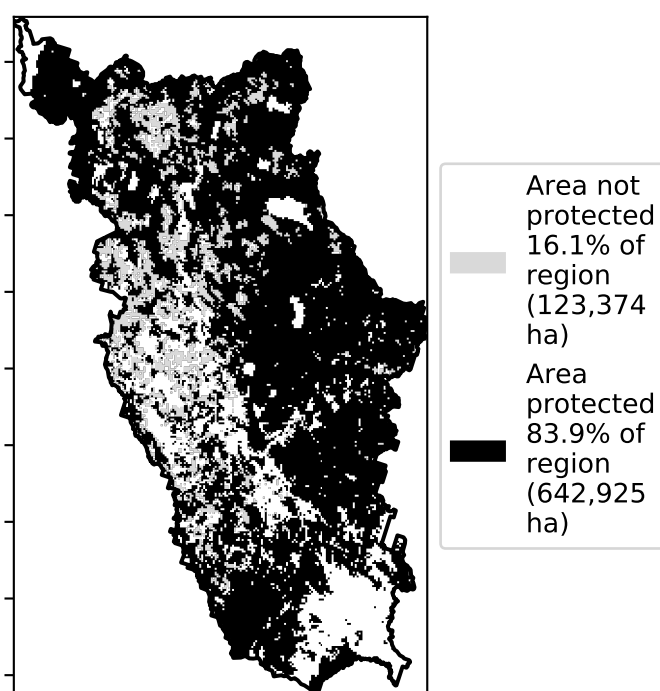 Area not
protected
16.1% of
region
(123,374
ha)
Area
protected
83.9% of
region
(642,925
ha)